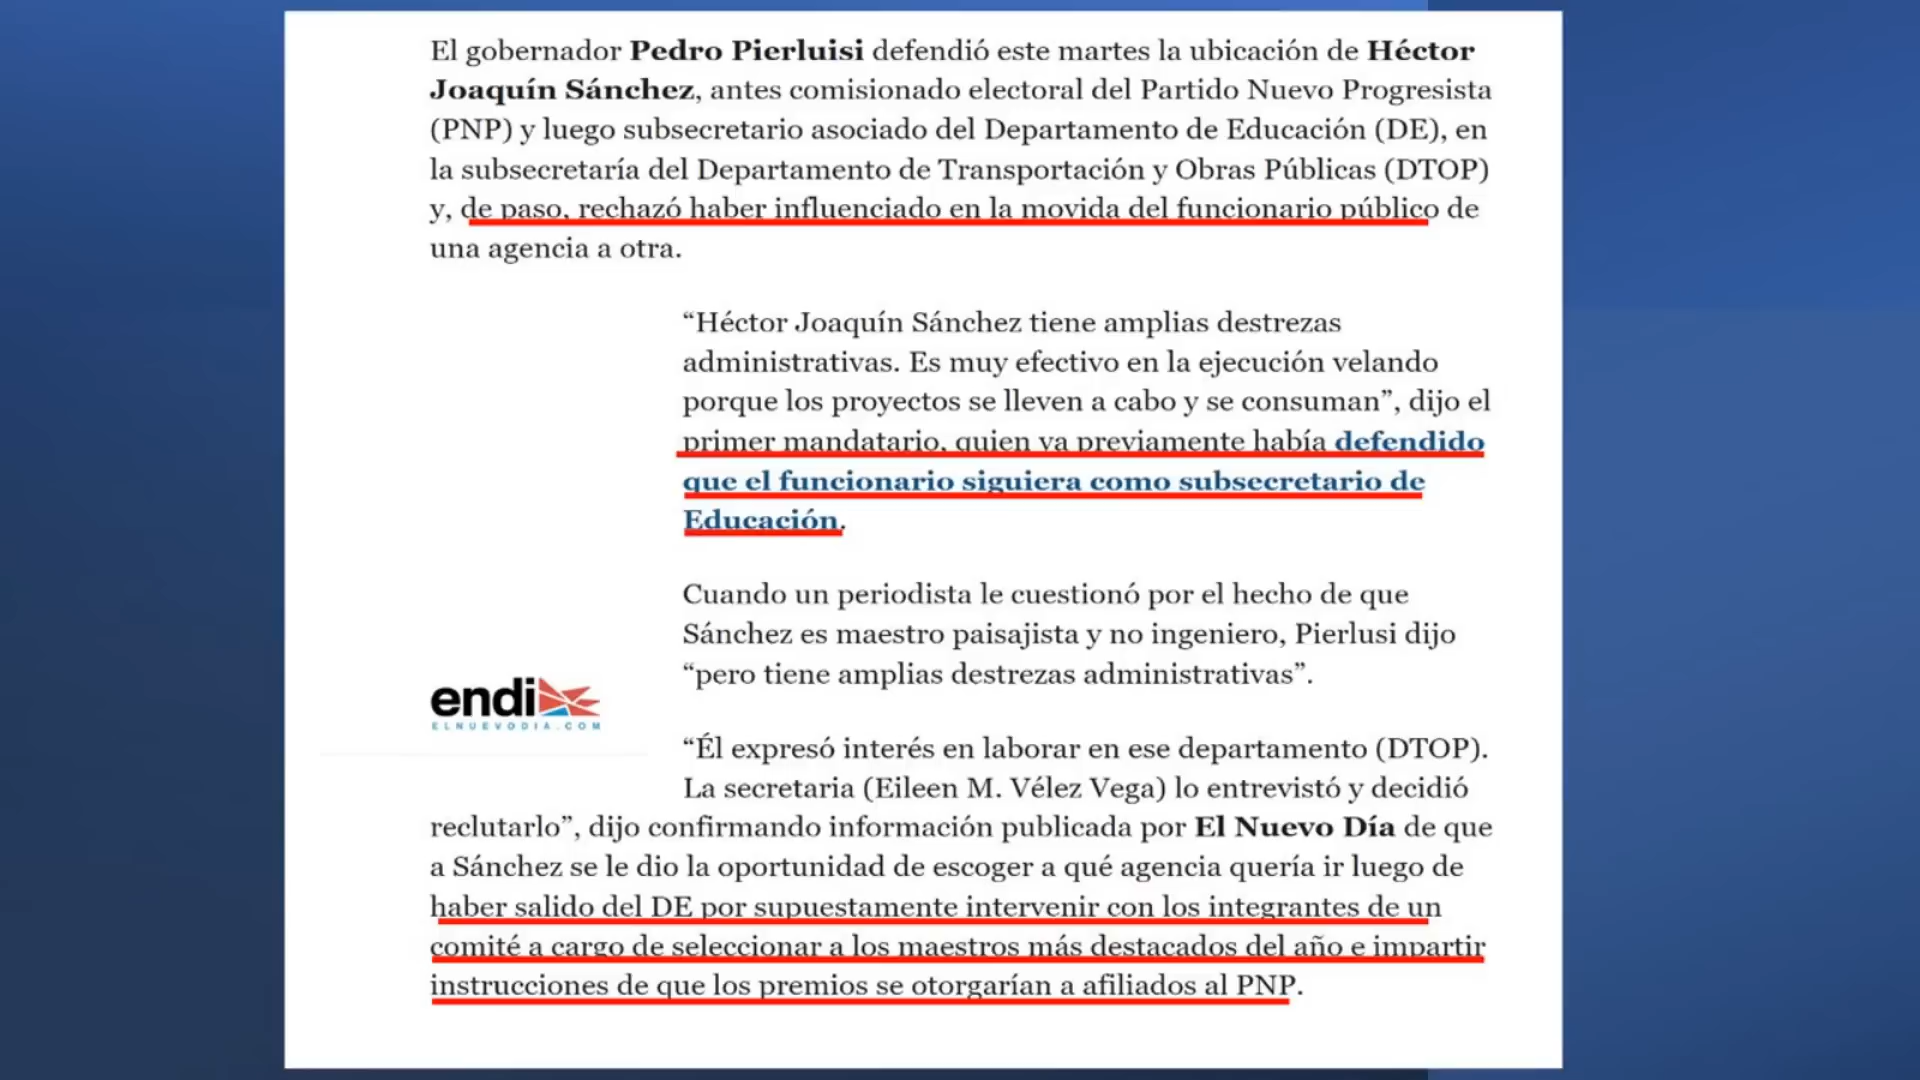 El gobernador Pedro Pierluisi defendió este martes la ubicación de Héctor
Joaquín Sánchez, antes comisionado electoral del Partido Nuevo Progresista
(PNP) y luego subsecretario asociado del Departamento de Educación (DE), en
la subsecretaría del Departamento de Transportación y Obras Públicas (DTOP)
y, de paso, rechazó haber influenciado en la movida del funcionario público de
una agencia a otra.
“Héctor Joaquín Sánchez tiene amplias destrezas
administrativas. Es muy efectivo en la ejecución velando
porque los proyectos se lleven a cabo y se consuman”, dijo el
primer mandatario, quien ya previamente había defendido
que el funcionario siguiera como subsecretario de
Educación.
Cuando un periodista le cuestionó por el hecho de que
Sánchez es maestro paisajista y no ingeniero, Pierlusi dijo
“pero tiene amplias destrezas administrativas”.
endi
ELNUEVODIA.COM
“Él expresó interés en laborar en ese departamento (DTOP).
La secretaria (Eileen M. Vélez Vega) lo entrevistó y decidió
reclutarlo”, dijo confirmando información publicada por El Nuevo Día de que
a Sánchez se le dio la oportunidad de escoger a qué agencia quería ir luego de
haber salido del DE por supuestamente intervenir con los integrantes de un
comité a cargo de seleccionar a los maestros más destacados del año e impartir
instrucciones de que los premios se otorgarían a afiliados al PNP.